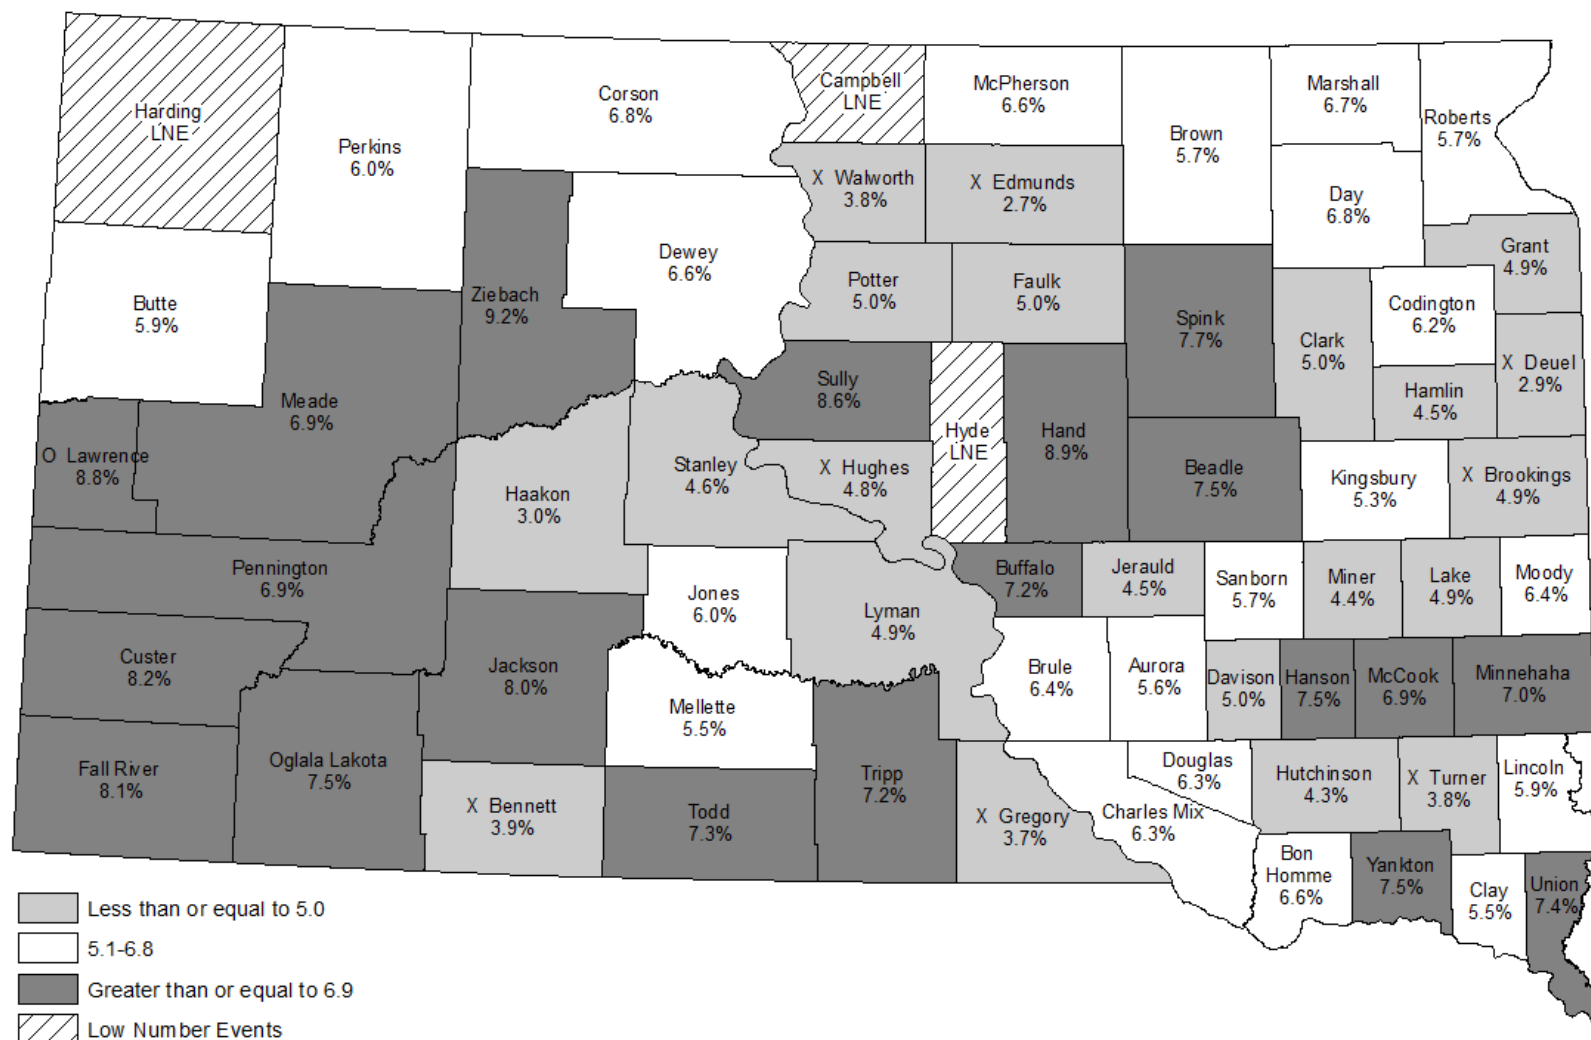 Harding
LNE
Perkins
6.0%
Corson
6.8%
Campbell
LNE
McPherson
6.6%
Brown
5.7%
Marshall
6.7%
Roberts
5.7%
X Walworth
3.8%
X Edmunds
2.7%
Day
6.8%
Grant
4.9%
Butte
5.9%
Ziebach
9.2%
Dewey
6.6%
Potter
5.0%
Faulk
5.0%
Spink
7.7%
Clark
5.0%
Codington
6.2%
X Deuel
2.9%
Hamlin
4.5%
Meade
6.9%
Sully
8.6%
Hyde
LNE
Hand
8.9%
Beadle
7.5%
Kingsbury
5.3%
X Brookings
4.9%
O Lawrence
8.8%
Haakon
3.0%
Stanley
4.6%
X Hughes
4.8%
Pennington
6.9%
Jones
6.0%
Lyman
4.9%
Buffalo
7.2%
Jerauld
4.5%
Sanborn
5.7%
Miner
4.4%
Lake
4.9%
Moody
6.4%
Custer
8.2%
Jackson
8.0%
Mellette
5.5%
Brule
6.4%
Aurora
5.6%
Davison
5.0%
Hanson
7.5%
McCook
6.9%
Minnehaha
7.0%
Fall River
8.1%
Oglala Lakota
7.5%
X Bennett
3.9%
Todd
7.3%
Tripp
7.2%
X Gregory
3.7%
Charles Mix
6.3%
Douglas
6.3%
Hutchinson
4.3%
X Turner
3.8%
Lincoln
5.9%
Bon
Homme
6.6%
Yankton
7.5%
Clay
5.5%
Union
7.4%
Less than or equal to 5.0
5.1-6.8
Greater than or equal to 6.9
Low Number Events